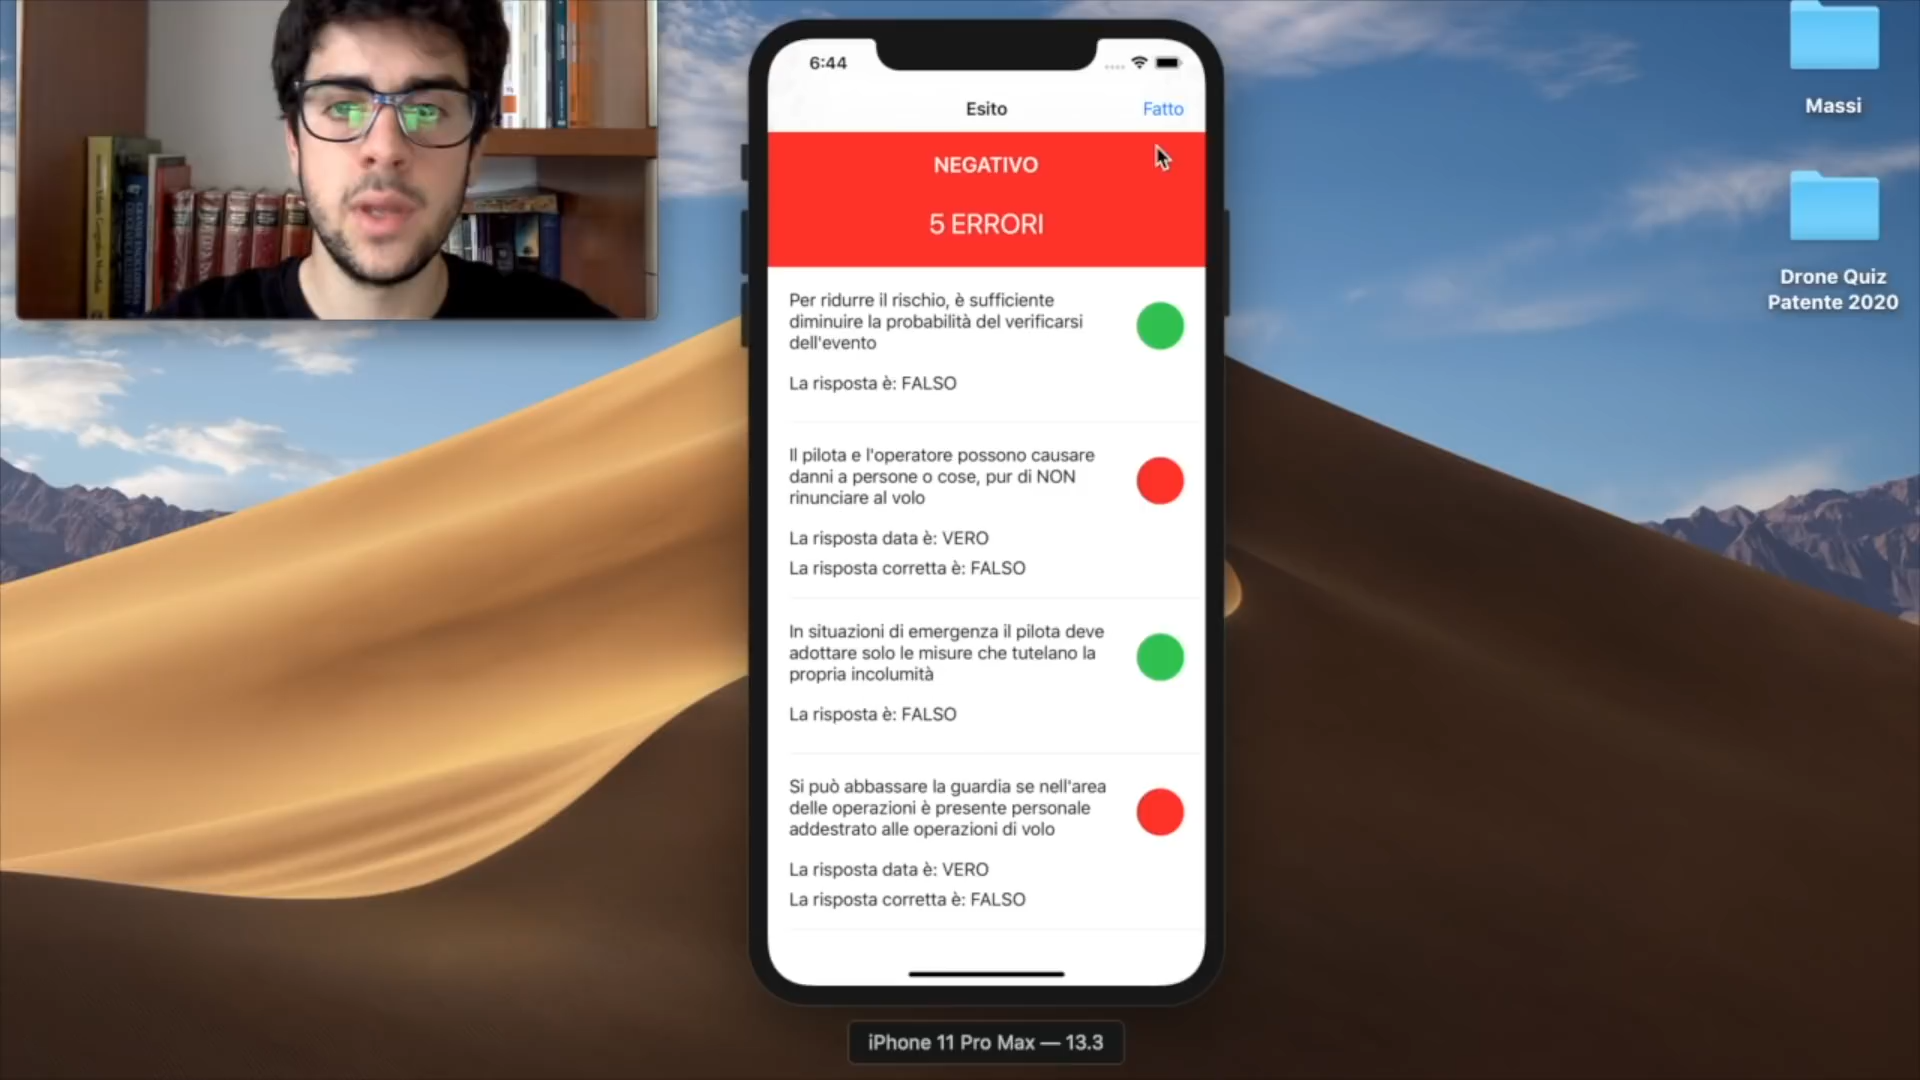 6:44
Esito
Fatto
NEGATIVO
5 ERRORI
Per ridurre il rischio, è sufficiente
diminuire la probabilità del verificarsi
dell'evento
La risposta è: FALSO
Il pilota e l'operatore possono causare
danni a persone o cose, pur di NON
rinunciare al volo
La risposta data è: VERO
La risposta corretta è: FALSO
In situazioni di emergenza il pilota deve
adottare solo le misure che tutelano la
propria incolumità
La risposta è: FALSO
Si può abbassare la guardia se nell'area
delle operazioni è presente personale
addestrato alle operazioni di volo
La risposta data è: VERO
La risposta corretta è: FALSO
iPhone 11 Pro Max — 13.3
Massi
Drone Quiz
Patente 2020